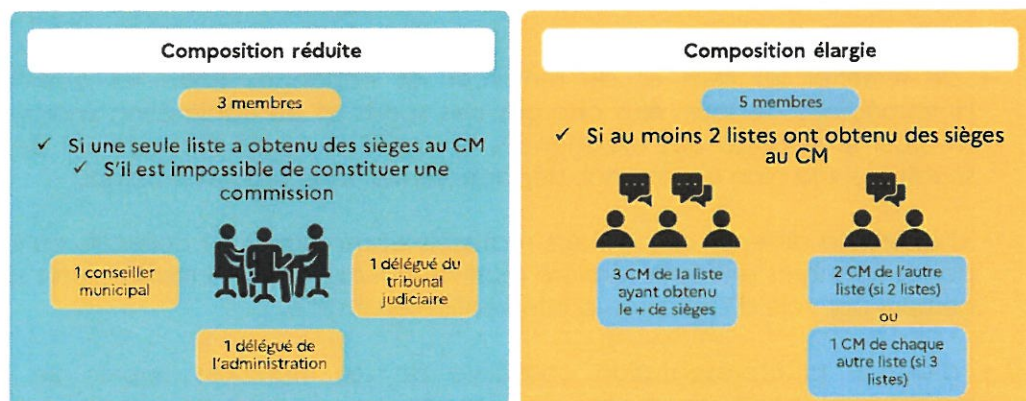 Composition réduite
3 membres
✓ Si une seule liste a obtenu des sièges au CM
✓ S'il est impossible de constituer une
commission
1 conseiller
municipal
1 délégué du
tribunal
judiciaire
1 délégué de
l'administration
Composition élargie
5 membres
✓ Si au moins 2 listes ont obtenu des sièges
au CM
3 CM de la liste
ayant obtenu
le + de sièges
2 CM de l'autre
liste (si 2 listes)
ou
1 CM de chaque
autre liste (si 3
listes)